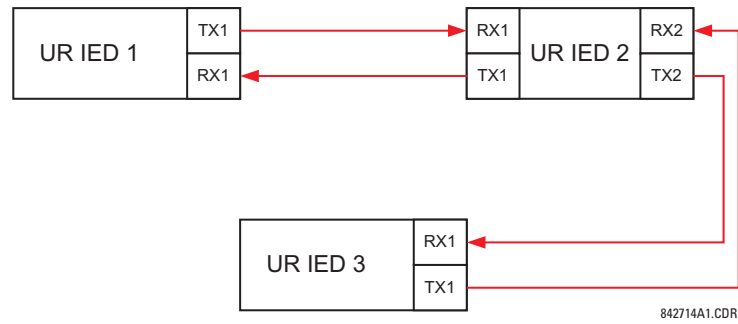 UR IED 1
TX1
RX1
RX1
TX1
UR IED 2
RX2
TX2
UR IED 3
RX1
TX1
842714A1.CDR